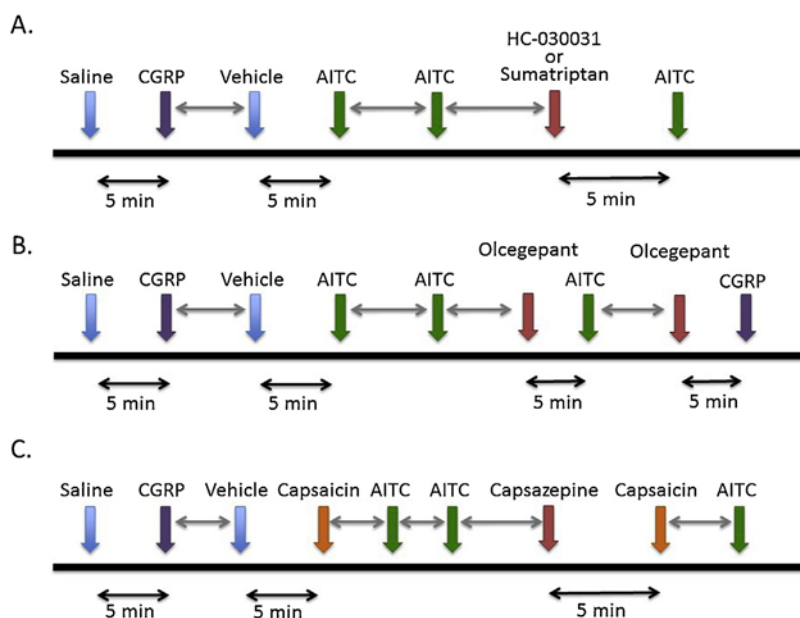 A.
HC-030031
or
Saline CGRP Vehicle AITC AITC Sumatriptan AITC
5 min 5 min 5 min
B.
Olcegepant Olcegepant
Saline CGRP Vehicle AITC AITC AITC CGRP
5 min 5 min 5 min 5 min
C.
Saline CGRP Vehicle Capsaicin AITC AITC Capsazepine Capsaicin AITC
5 min 5 min 5 min